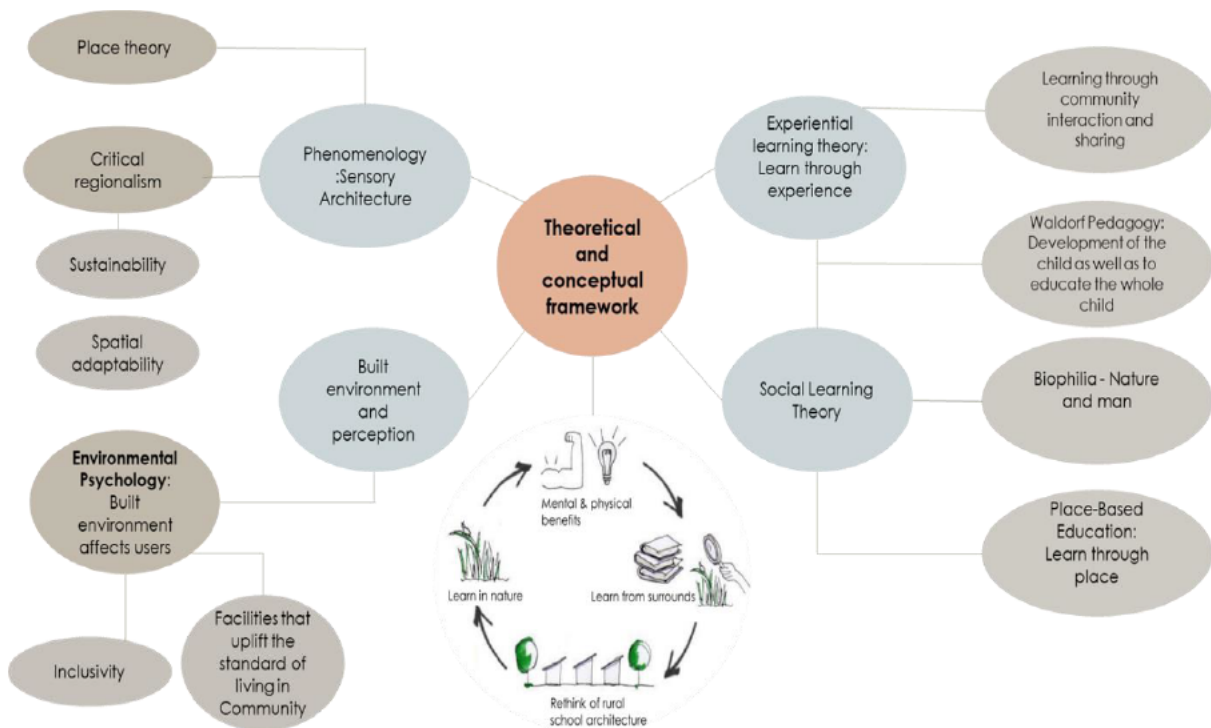 Place theory
Critical
regionalism
Sustainability
Spatial
adaptability
Environmental
Psychology:
Built
environment
affects users
Inclusivity
Facilities that
uplift the
standard of
living in
Community
Phenomenology
:Sensory
Architecture
Built
environment
and
perception
Theoretical
and
conceptual
framework
Mental & physical
benefits
Learn in nature
Learn from surrounds
Rethink of rural
school architecture
Experiential
learning theory:
Learn through
experience
Social Learning
Theory
Learning through
community
interaction and
sharing
Waldorf Pedagogy:
Development of the
child as well as to
educate the whole
child
Biophilia - Nature
and man
Place-Based
Education:
Learn through
place